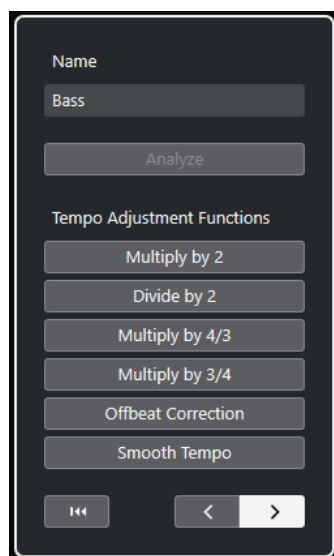 Name
Bass
Analyze
Tempo Adjustment Functions
Multiply by 2
Divide by 2
Multiply by 4/3
Multiply by 3/4
Offbeat Correction
Smooth Tempo